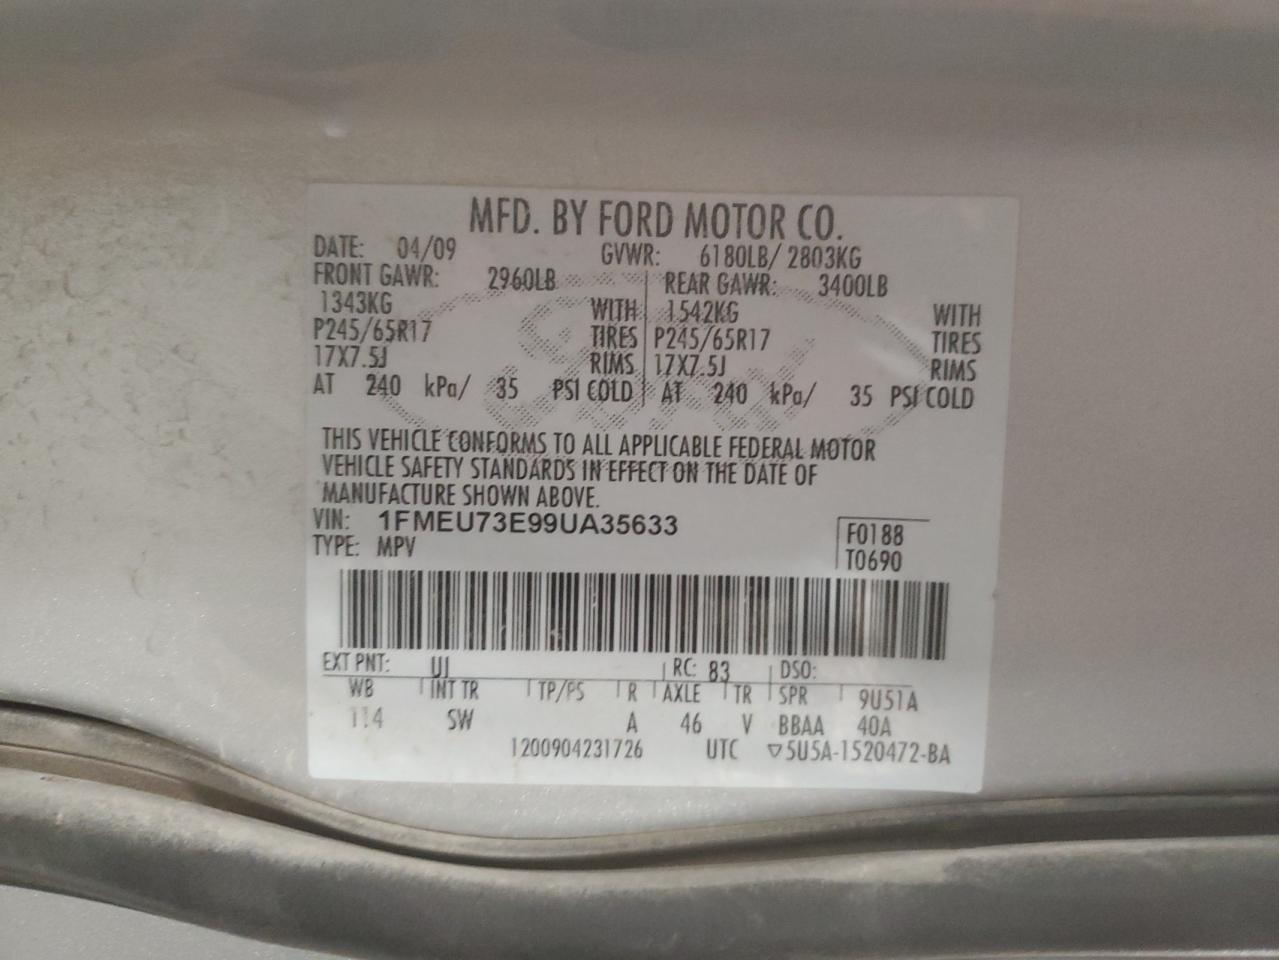 MFD. BY FORD MOTOR CO.
DATE: 04/09 GVWR: 6180LB/ 2803KG
FRONT GAWR: 2960LB REAR GAWR: 3400LB
1343KG WITH 1542KG WITH
P245/65R17 TIRES P245/65R17 TIRES
17X7.5J RIMS 17X7.5J RIMS
AT 240 kPa/ 35 PSI COLD AT 240 kPa/ 35 PSI COLD
THIS VEHICLE CONFORMS TO ALL APPLICABLE FEDERAL MOTOR
VEHICLE SAFETY STANDARDS IN EFFECT ON THE DATE OF
MANUFACTURE SHOWN ABOVE.
VIN: 1FMEU73E99UA35633 F0188
TYPE: MPV T0690
EXT PNT: UJ RC: 83 DSO:
WB INT TR TP/PS R AXLE TR SPR 9U51A
114 SW A 46 V BBAA 40A
1200904231726 UTC ▽5U5A-1520472-BA